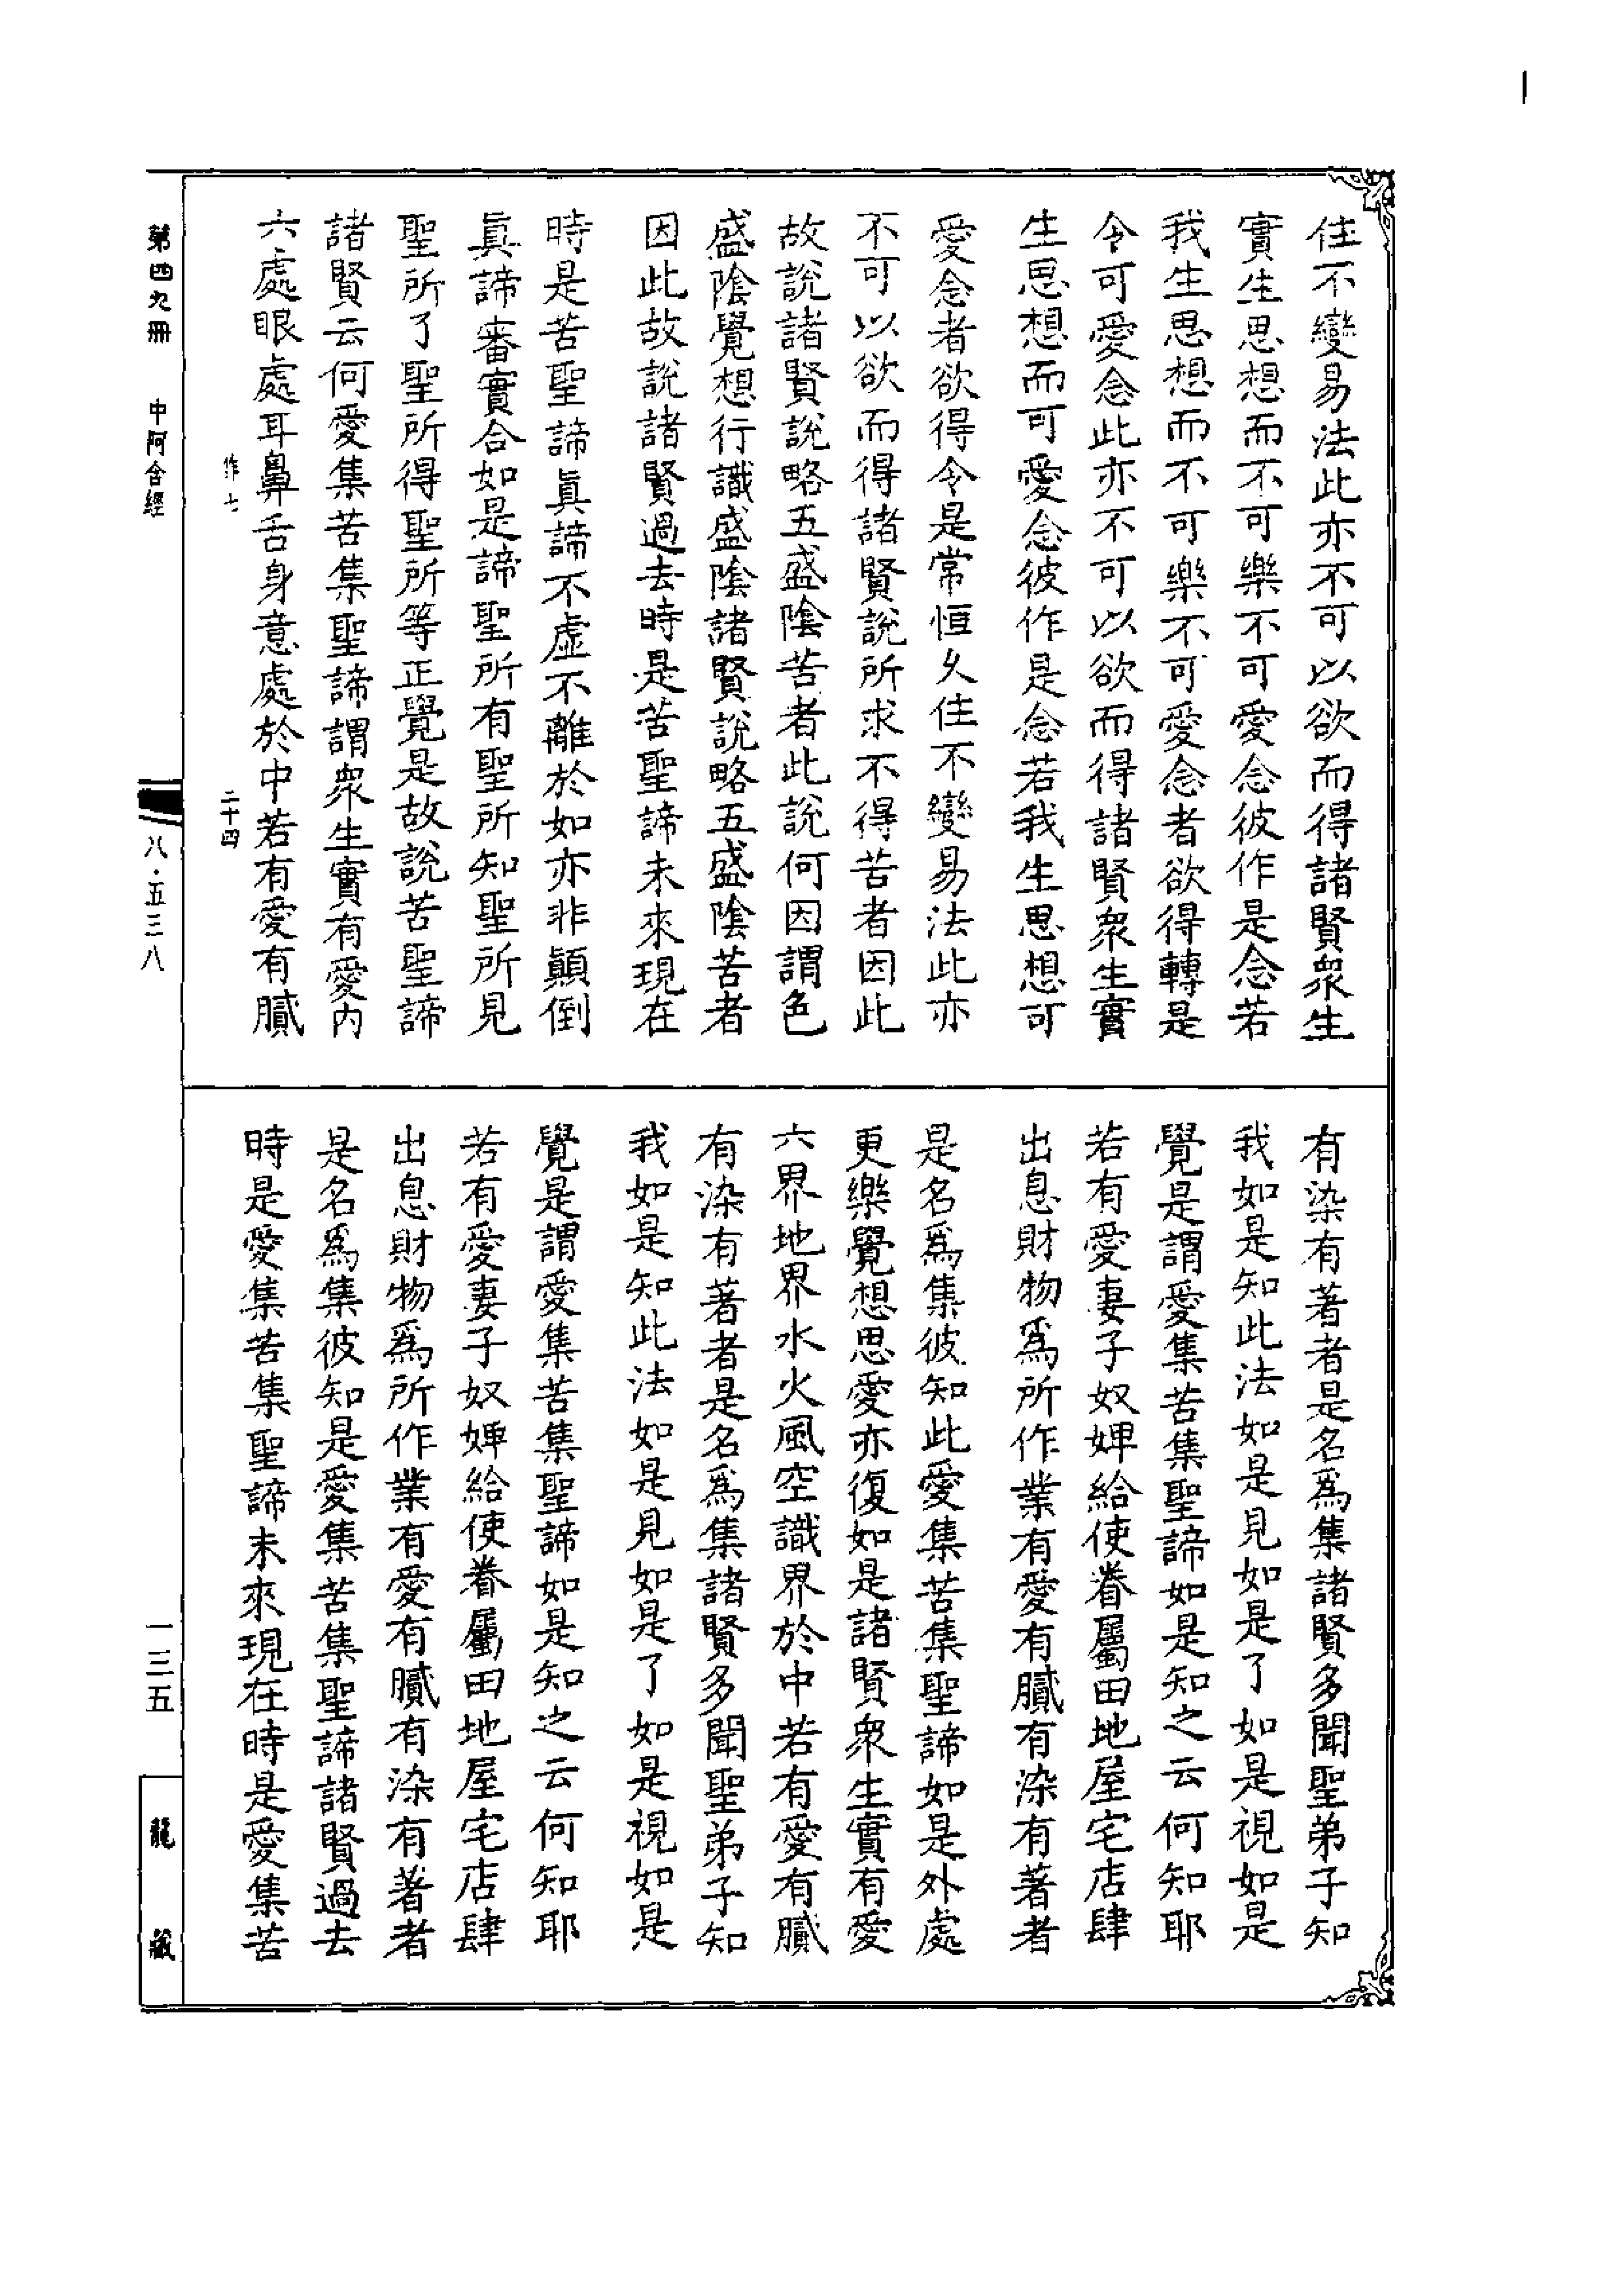 住不變易法此亦不可以欲而得諸賢衆生
實生思想而不可樂不可愛念彼作是念若
我生思想而不可樂不可愛念者欲得轉是
令可愛念此亦不可以欲而得諸賢衆生實
生思想而可愛念彼作是念若我生思想可
愛念者欲得令是常恒久住不變易法此亦
不可以欲而得諸賢說所求不得苦者因此
故說諸賢說略五盛陰苦者此說何因謂色
盛陰覺想行識盛陰諸賢說略五盛陰苦者
因此故說諸賢過去時是苦聖諦未來現在
時是苦聖諦眞諦不虛不離於如亦非顚倒
眞諦審實合如是諦聖所有聖所知聖所見
聖所了聖所得聖所等正覺是故說苦聖諦
諸賢云何愛集苦集聖諦謂衆生實有愛內
六處眼處耳鼻舌身意處於中若有愛有膩
作七
二十四
有染有著者是名爲集諸賢多聞聖弟子知
我如是知此法如是見如是了如是視如是
覺是謂愛集苦集聖諦如是知之云何知耶
若有愛妻子奴婢給使眷屬田地屋宅店肆
出息財物爲所作業有愛有膩有染有著者
是名爲集彼知此愛集苦集聖諦如是外處
更樂覺想思愛亦復如是諸賢衆生實有愛
六界地界水火風空識界於中若有愛有膩
有染有著者是名爲集諸賢多聞聖弟子知
我如是知此法如是見如是了如是視如是
覺是謂愛集苦集聖諦如是知之云何知耶
若有愛妻子奴婢給使眷屬田地屋宅店肆
出息財物爲所作業有愛有膩有染有著者
是名爲集彼知是愛集苦集聖諦諸賢過去
時是愛集苦集聖諦未來現在時是愛集苦
第四九冊 中阿含經
八·五三八
一三五
龍藏